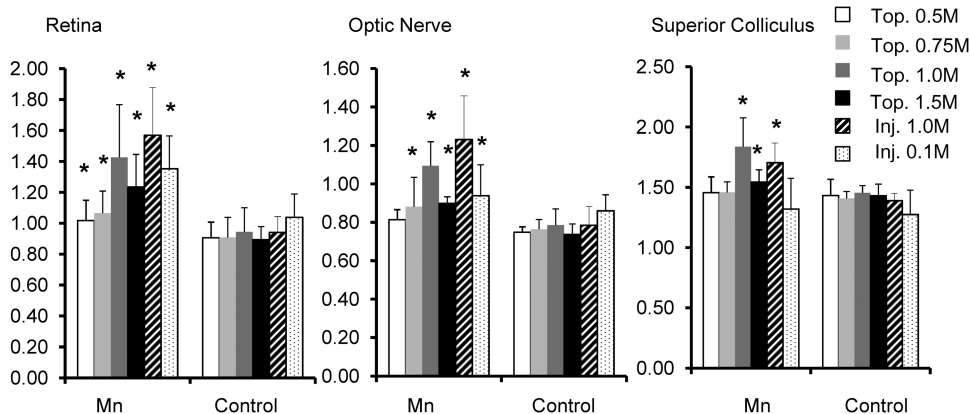 Retina
2.00
1.80
1.60
1.40
1.20
1.00
0.80
0.60
0.40
0.20
0.00
* * * * * *
Mn Control
Optic Nerve
1.60
1.40
1.20
1.00
0.80
0.60
0.40
0.20
0.00
* * * * *
Mn Control
Superior Colliculus
2.50
2.00
1.50
1.00
0.50
0.00
* * *
Mn Control
Top. 0.5M
Top. 0.75M
Top. 1.0M
Top. 1.5M
Inj. 1.0M
Inj. 0.1M